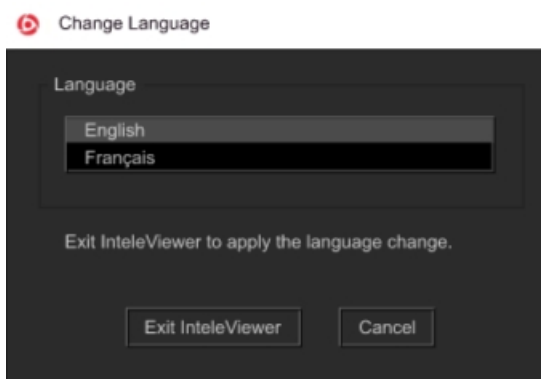 Change Language
Language
English
Français
Exit InteleViewer to apply the language change.
Exit InteleViewer
Cancel